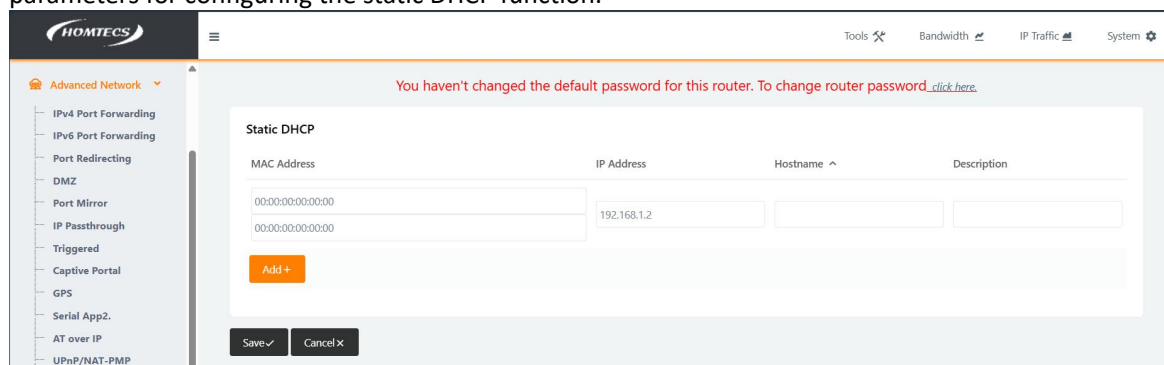 parameters for configuring the static DHCP function.
HOMTECS
Tools Bandwidth IP Traffic System
Advanced Network
You haven't changed the default password for this router. To change router password click here.
IPv4 Port Forwarding
IPv6 Port Forwarding
Port Redirecting
DMZ
Port Mirror
IP Passthrough
Triggered
Captive Portal
GPS
Serial App2.
AT over IP
UPnP/NAT-PMP
Static DHCP
MAC Address IP Address Hostname Description
00:00:00:00:00:00
192.168.1.2
00:00:00:00:00:00
Add +
Save Cancel